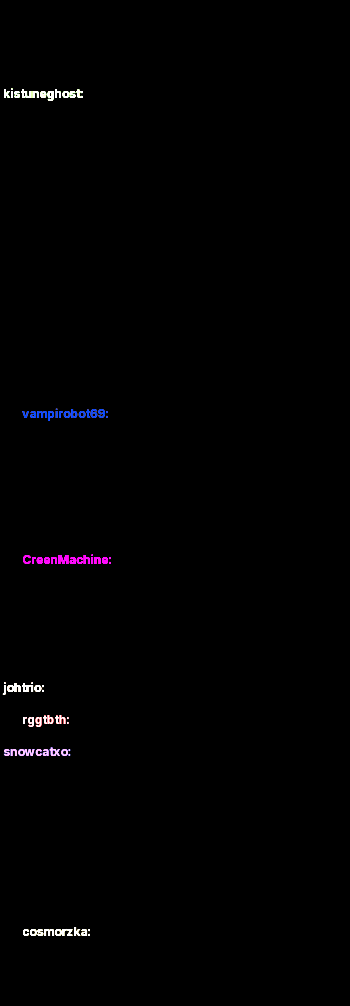 kistuneghost:
vampirobot69:
CreenMachine:
johtrio:
rggtbth:
snowcatxo:
cosmorzka: